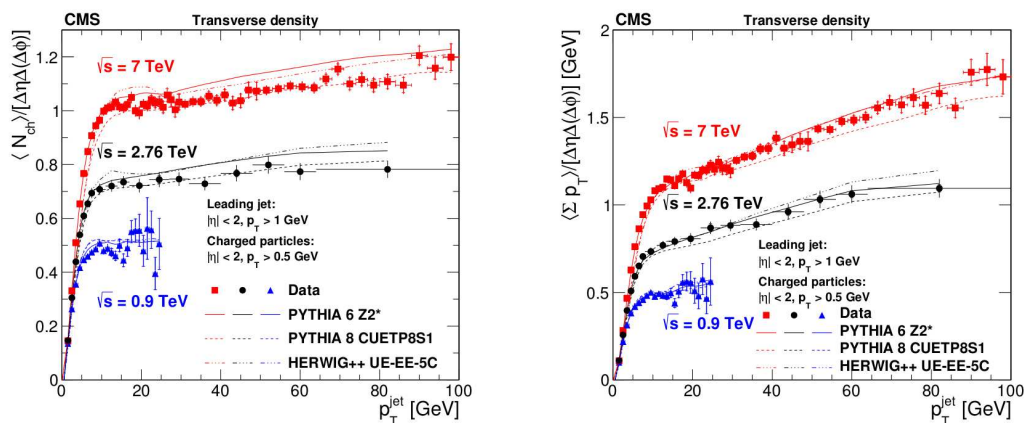 CMS Transverse density
⟨ N_ch⟩/[ΔηΔ(Δφ)]
1.2
1
0.8
0.6
0.4
0.2
0
√s = 7 TeV
√s = 2.76 TeV
√s = 0.9 TeV
Leading jet:
|η| < 2, p_T > 1 GeV
Charged particles:
|η| < 2, p_T > 0.5 GeV
Data
PYTHIA 6 Z2*
PYTHIA 8 CUETP8S1
HERWIG++ UE-EE-5C
0 20 40 60 80 100
p_T^jet [GeV]
CMS Transverse density
⟨Σ p_T⟩/[ΔηΔ(Δφ)] [GeV]
2
1.5
1
0.5
0
√s = 7 TeV
√s = 2.76 TeV
√s = 0.9 TeV
Leading jet:
|η| < 2, p_T > 1 GeV
Charged particles:
|η| < 2, p_T > 0.5 GeV
Data
PYTHIA 6 Z2*
PYTHIA 8 CUETP8S1
HERWIG++ UE-EE-5C
0 20 40 60 80 100
p_T^jet [GeV]